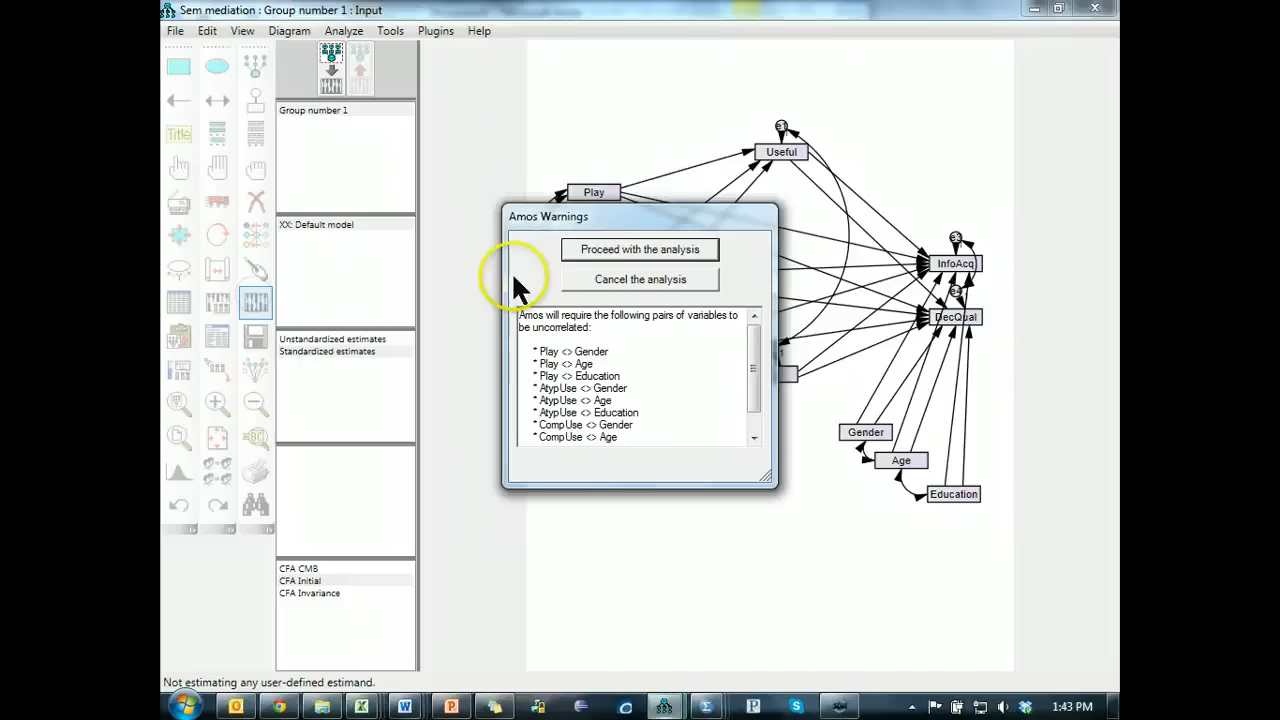 Sem mediation : Group number 1 : Input
File Edit View Diagram Analyze Tools Plugins Help
Title
Group number 1
XX: Default model
Unstandardized estimates
Standardized estimates
CFA CMB
CFA Initial
CFA Invariance
Useful
Play
InfoAcq
DecQual
Gender
Age
Education
Amos Warnings
Proceed with the analysis
Cancel the analysis
Amos will require the following pairs of variables to
be uncorrelated:
* Play <> Gender
* Play <> Age
* Play <> Education
* AtypUse <> Gender
* AtypUse <> Age
* AtypUse <> Education
* CompUse <> Gender
* CompUse <> Age
Not estimating any user-defined estimand.
1:43 PM